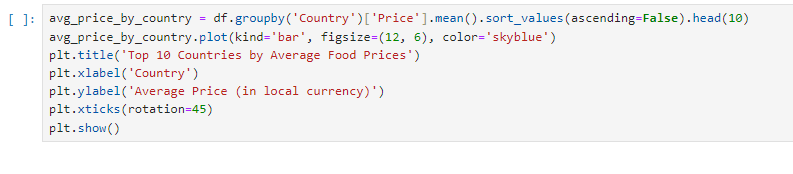 [ ]: avg_price_by_country = df.groupby('Country')['Price'].mean().sort_values(ascending=False).head(10)
avg_price_by_country.plot(kind='bar', figsize=(12, 6), color='skyblue')
plt.title('Top 10 Countries by Average Food Prices')
plt.xlabel('Country')
plt.ylabel('Average Price (in local currency)')
plt.xticks(rotation=45)
plt.show()